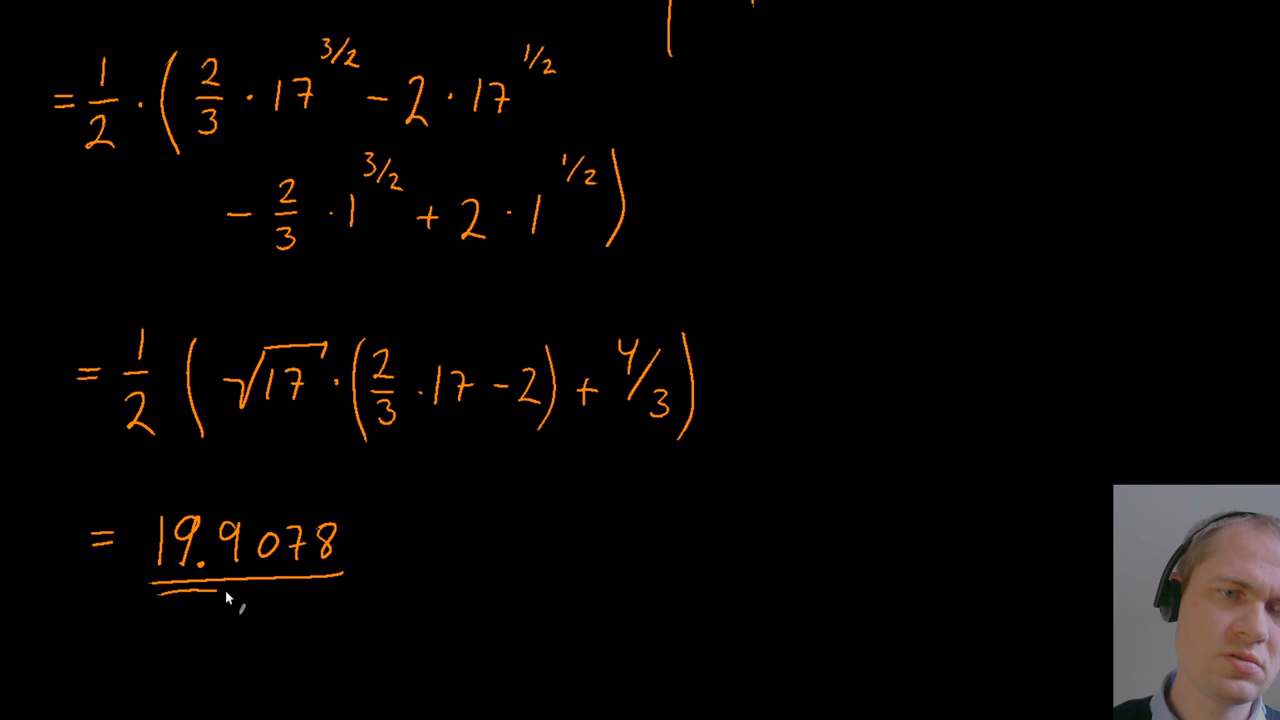 = 1/2 · ( 2/3 · 17^3/2 - 2 · 17^1/2
- 2/3 · 1^3/2 + 2 · 1^1/2 )
= 1/2 ( √17 · ( 2/3 · 17 - 2 ) + 4/3 )
= 19.9078